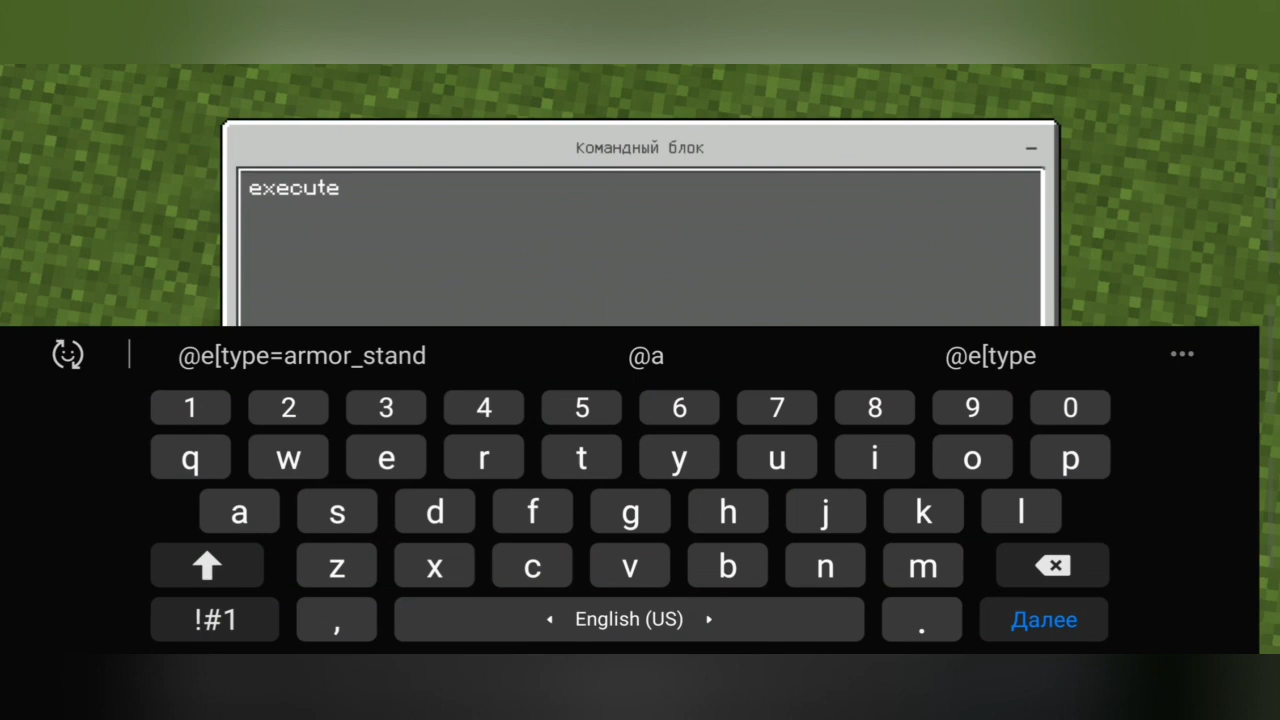 Командный блок
execute
@e[type=armor_stand @a @e[type
1 2 3 4 5 6 7 8 9 0
q w e r t y u i o p
a s d f g h j k l
z x c v b n m
!#1 , English (US) . Далее